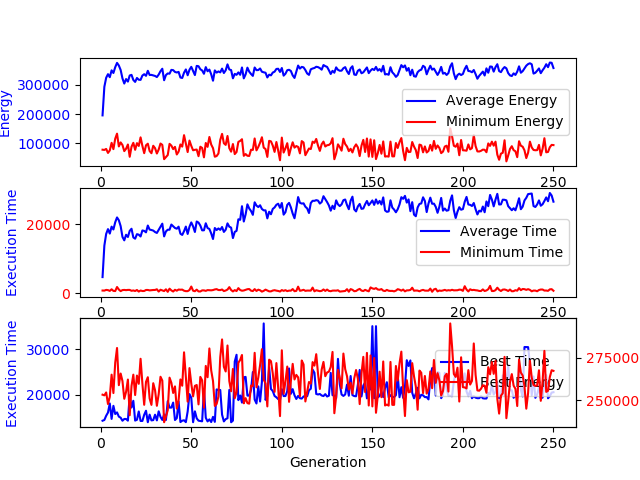 300000
200000
100000
Energy
Average Energy
Minimum Energy
0 50 100 150 200 250
20000
0
Execution Time
Average Time
Minimum Time
0 50 100 150 200 250
30000
20000
Execution Time
Best Time
Best Energy
275000
250000
0 50 100 150 200 250
Generation